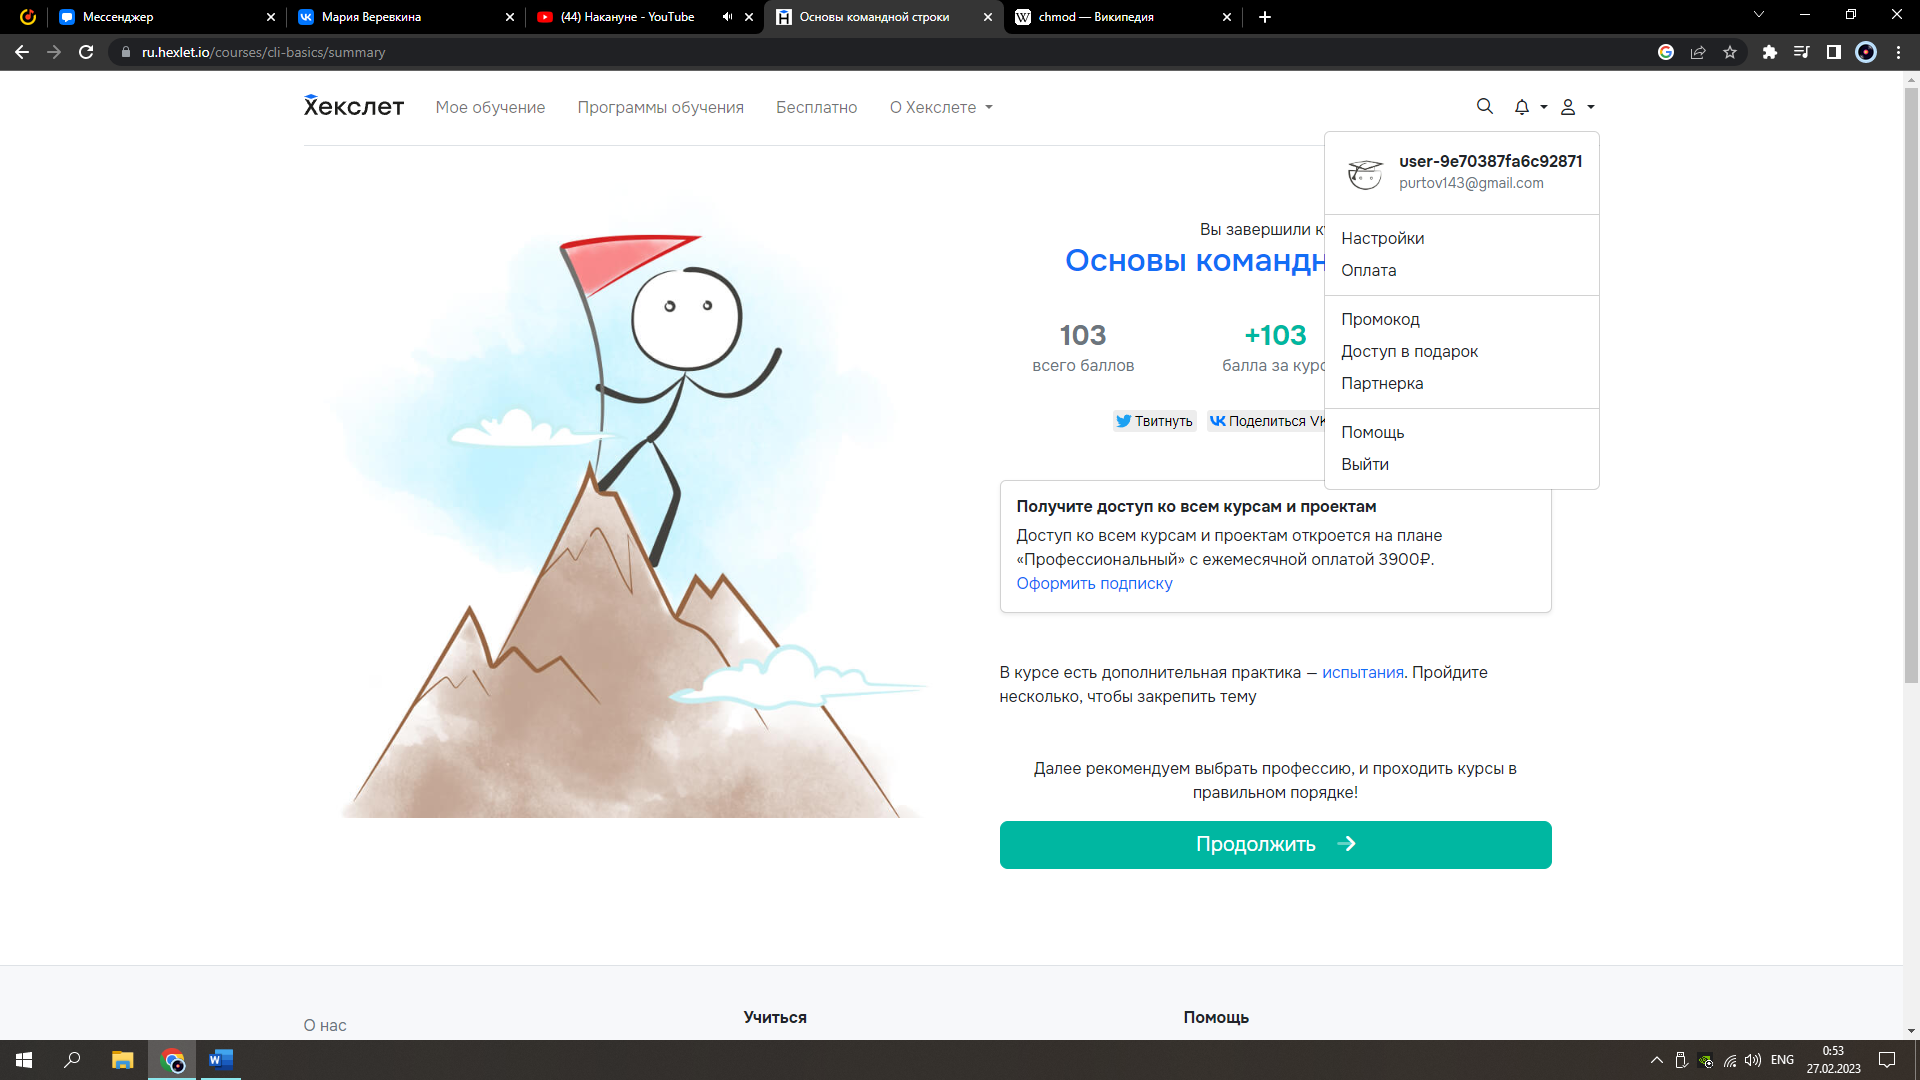 Мессенджер
Мария Веревкина
(44) Накануне - YouTube
Основы командной строки
chmod — Википедия
ru.hexlet.io/courses/cli-basics/summary
Хекслет
Мое обучение
Программы обучения
Бесплатно
О Хекслете
user-9e70387fa6c92871
purtov143@gmail.com
Настройки
Оплата
Промокод
Доступ в подарок
Партнерка
Помощь
Выйти
Вы завершили к
Основы командн
103
всего баллов
+103
балла за курс
Твитнуть
Поделиться VK
Получите доступ ко всем курсам и проектам
Доступ ко всем курсам и проектам откроется на плане
«Профессиональный» с ежемесячной оплатой 3900₽.
Оформить подписку
В курсе есть дополнительная практика — испытания. Пройдите
несколько, чтобы закрепить тему
Далее рекомендуем выбрать профессию, и проходить курсы в
правильном порядке!
Продолжить
О нас
Учиться
Помощь
ENG
0:53
27.02.2023